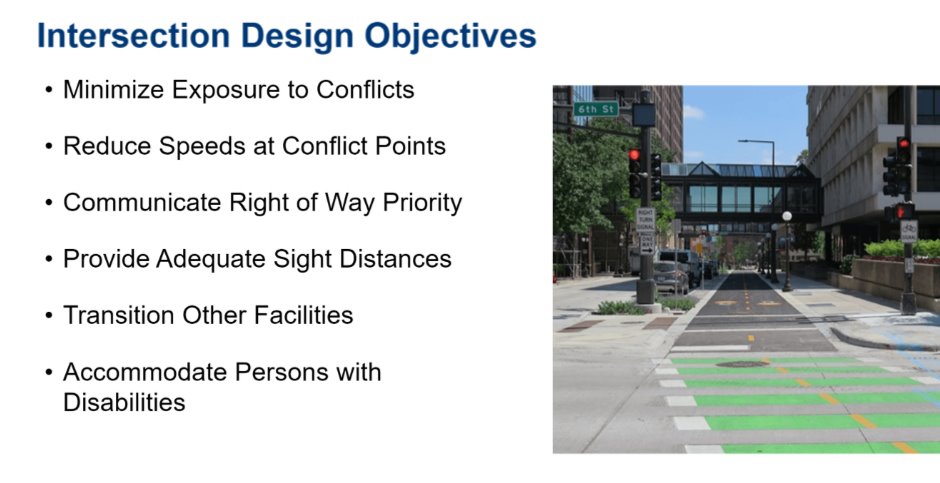 Intersection Design Objectives
• Minimize Exposure to Conflicts
• Reduce Speeds at Conflict Points
• Communicate Right of Way Priority
• Provide Adequate Sight Distances
• Transition Other Facilities
• Accommodate Persons with
Disabilities
6th St
RIGHT
TURN
SIGNAL
SIGNAL